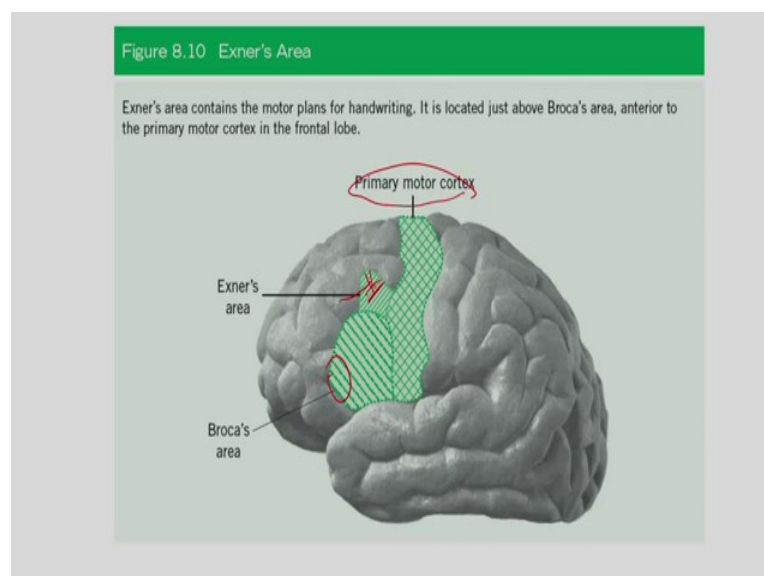 Figure 8.10 Exner's Area
Exner's area contains the motor plans for handwriting. It is located just above Broca's area, anterior to
the primary motor cortex in the frontal lobe.
Primary motor cortex
Exner's
area
Broca's
area